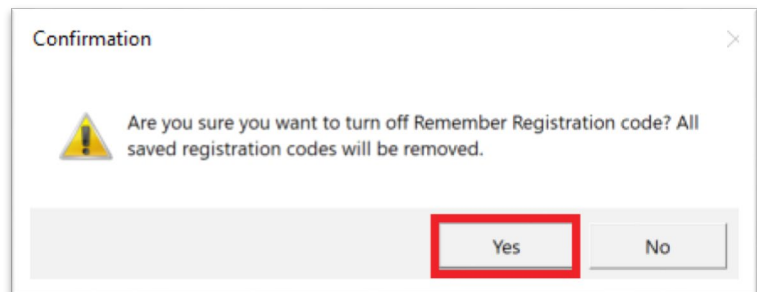 Confirmation
Are you sure you want to turn off Remember Registration code? All
saved registration codes will be removed.
Yes
No